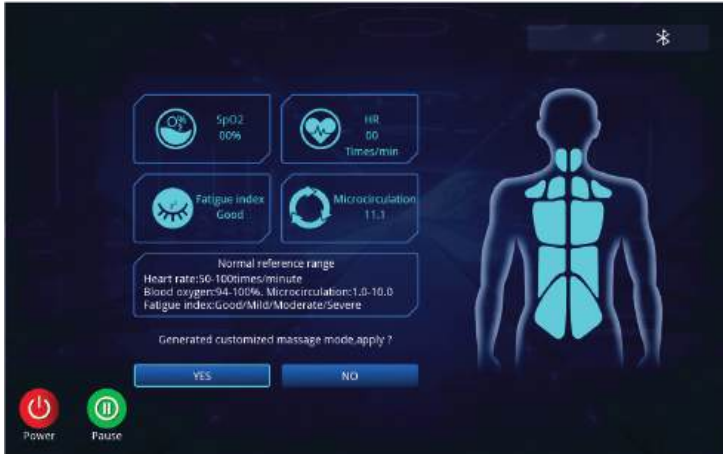 SpO2
00%
HR
00
Times/min
Fatigue index
Good
Microcirculation
11.1
Normal reference range
Heart rate:50-100times/minute
Blood oxygen:94-100%. Microcirculation:1.0-10.0
Fatigue index:Good/Mild/Moderate/Severe
Generated customized massage mode,apply ?
YES
NO
Power
Pause